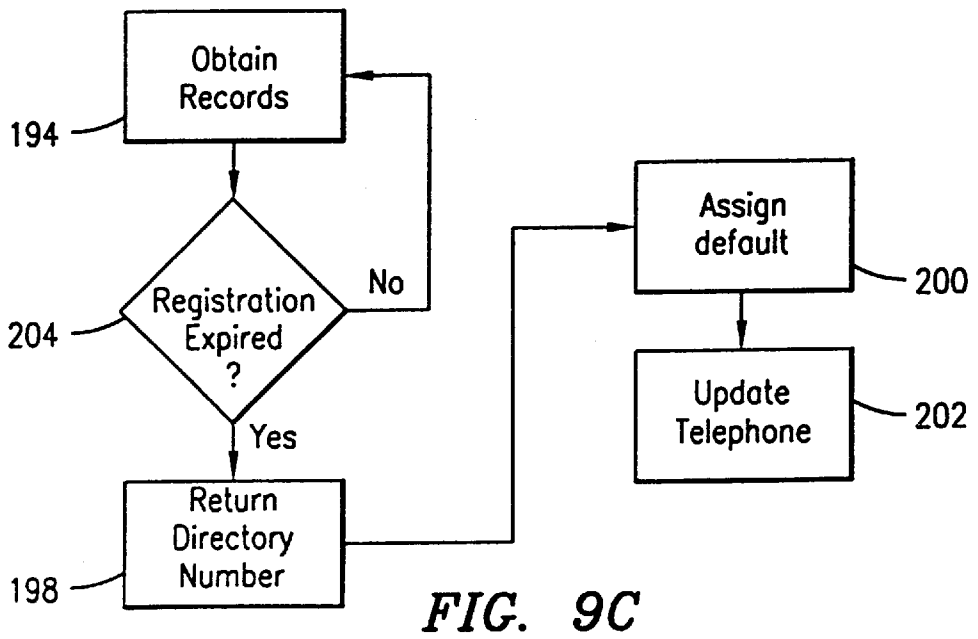 Obtain
Records
194
Registration
Expired
?
204
No
Yes
Return
Directory
Number
198
Assign
default
200
Update
Telephone
202
FIG. 9C